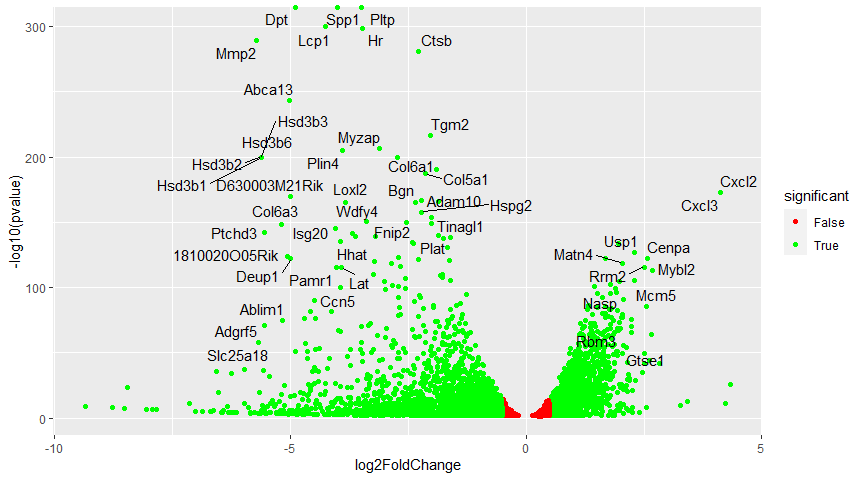 300
Dpt
Spp1
Pltp
Lcp1
Hr
Ctsb
Mmp2
Abca13
Hsd3b3
Tgm2
Hsd3b6
Myzap
200
Hsd3b2
Plin4
Col6a1
Hsd3b1
D630003M21Rik
Col5a1
Cxcl2
Loxl2
Bgn
Adam10
Hspg2
Cxcl3
Col6a3
Wdfy4
Ptchd3
Isg20
Fnip2
Tinagl1
1810020O05Rik
Hhat
Plat
Usp1
Cenpa
Matn4
Deup1
Pamr1
Lat
Rrm2
Mybl2
100
Ccn5
Nasp
Mcm5
Ablim1
Adgrf5
Rbm3
Slc25a18
Gtse1
0
-10
-5
0
5
log2FoldChange
-log10(pvalue)
significant
False
True